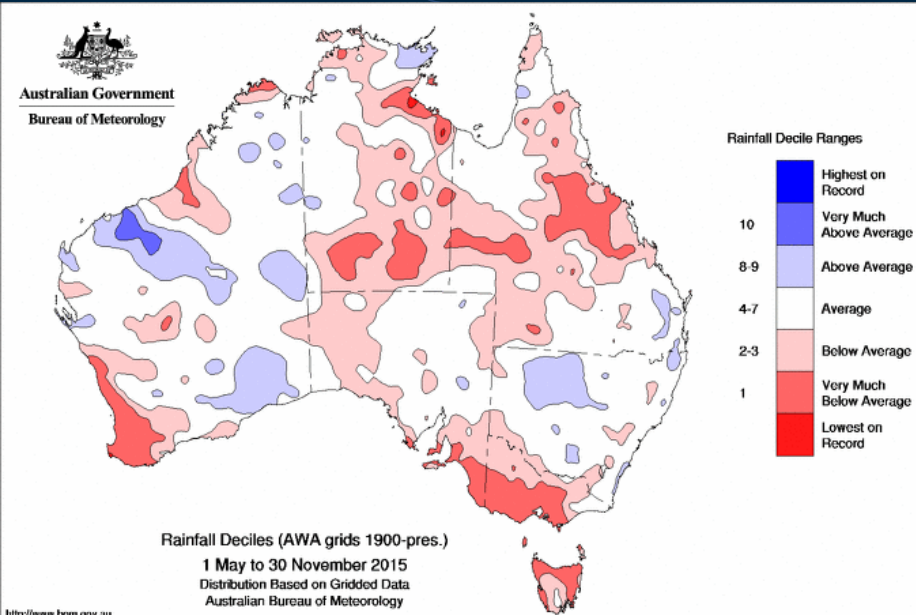 Australian Government
Bureau of Meteorology
Rainfall Decile Ranges
Highest on
Record
10
Very Much
Above Average
8-9
Above Average
4-7
Average
2-3
Below Average
1
Very Much
Below Average
Lowest on
Record
Rainfall Deciles (AWA grids 1900-pres.)
1 May to 30 November 2015
Distribution Based on Gridded Data
Australian Bureau of Meteorology